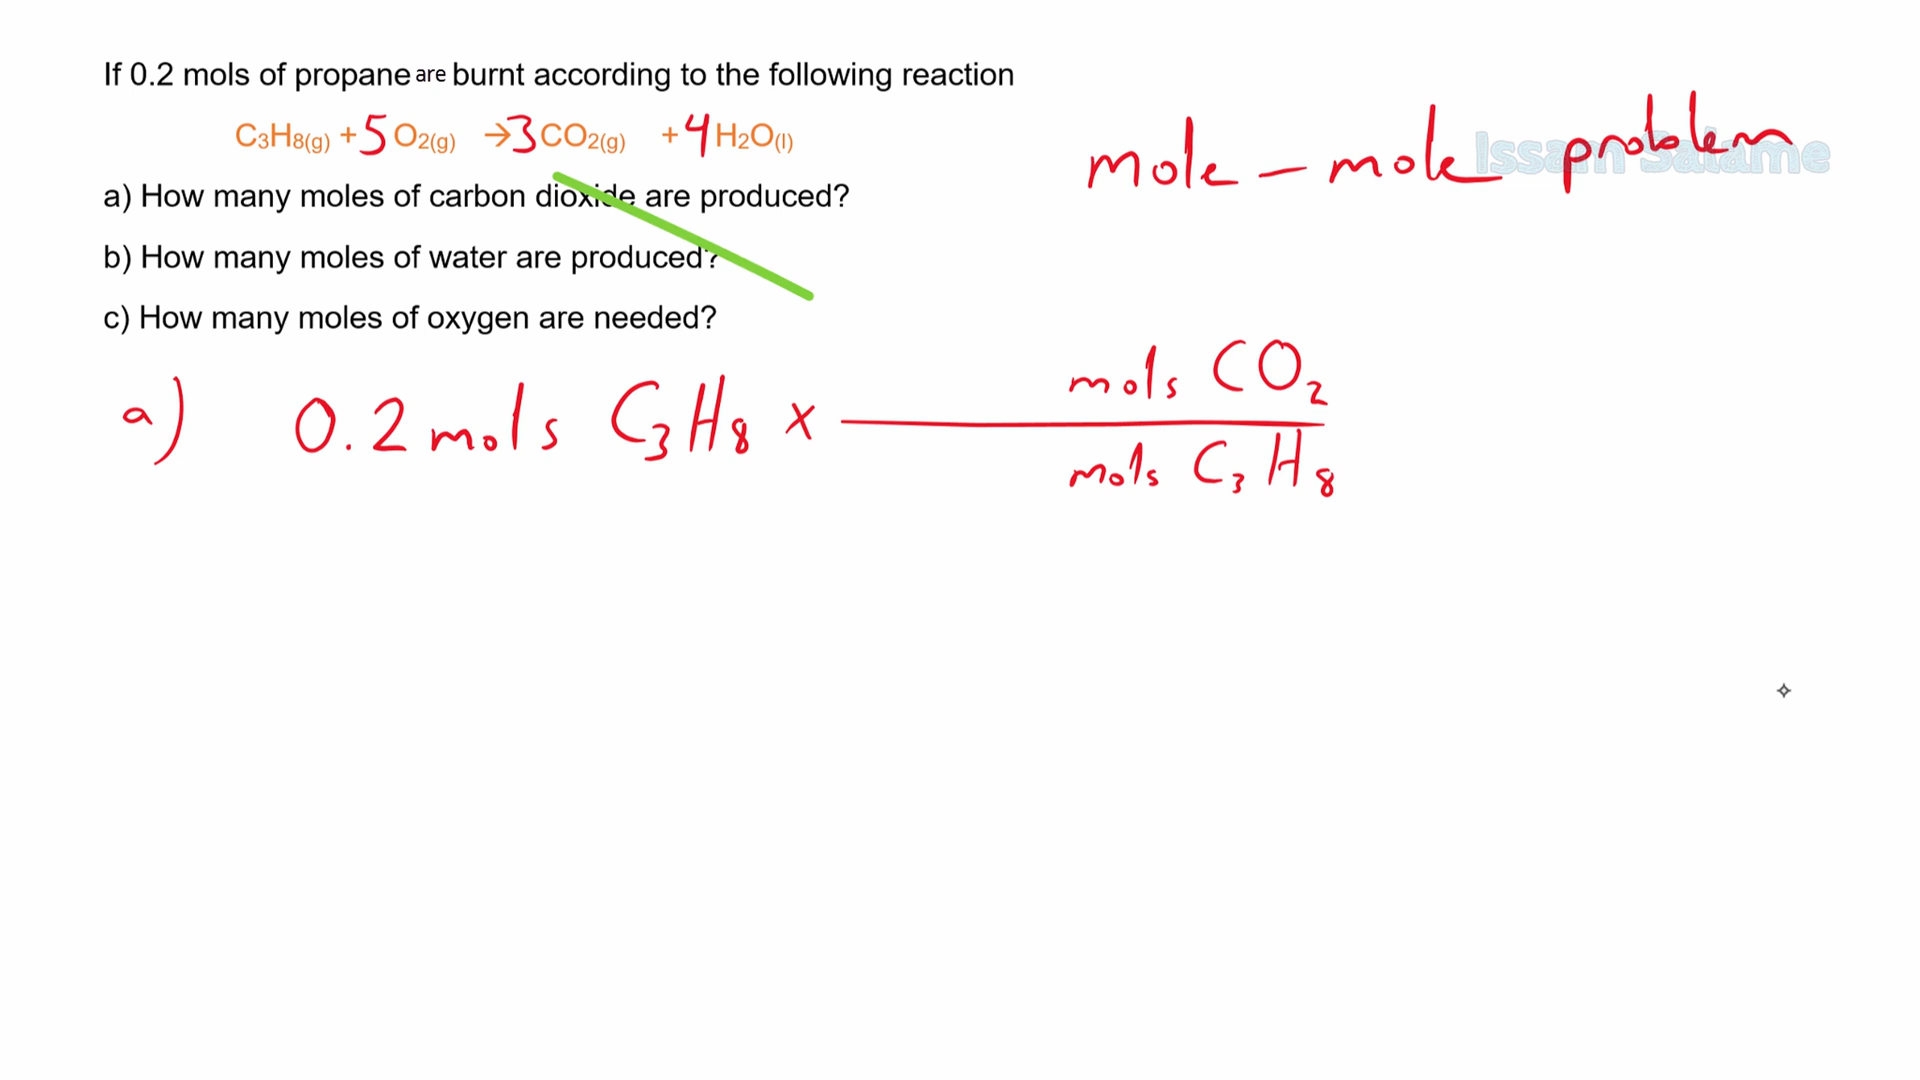 If 0.2 mols of propane are burnt according to the following reaction
C3H8(g) + 5 O2(g) → 3 CO2(g) + 4 H2O(l)
mole – mole problem
Issam Salame
a) How many moles of carbon dioxide are produced?
b) How many moles of water are produced?
c) How many moles of oxygen are needed?
a) 0.2 mols C3H8 x
mols CO2
mols C3H8